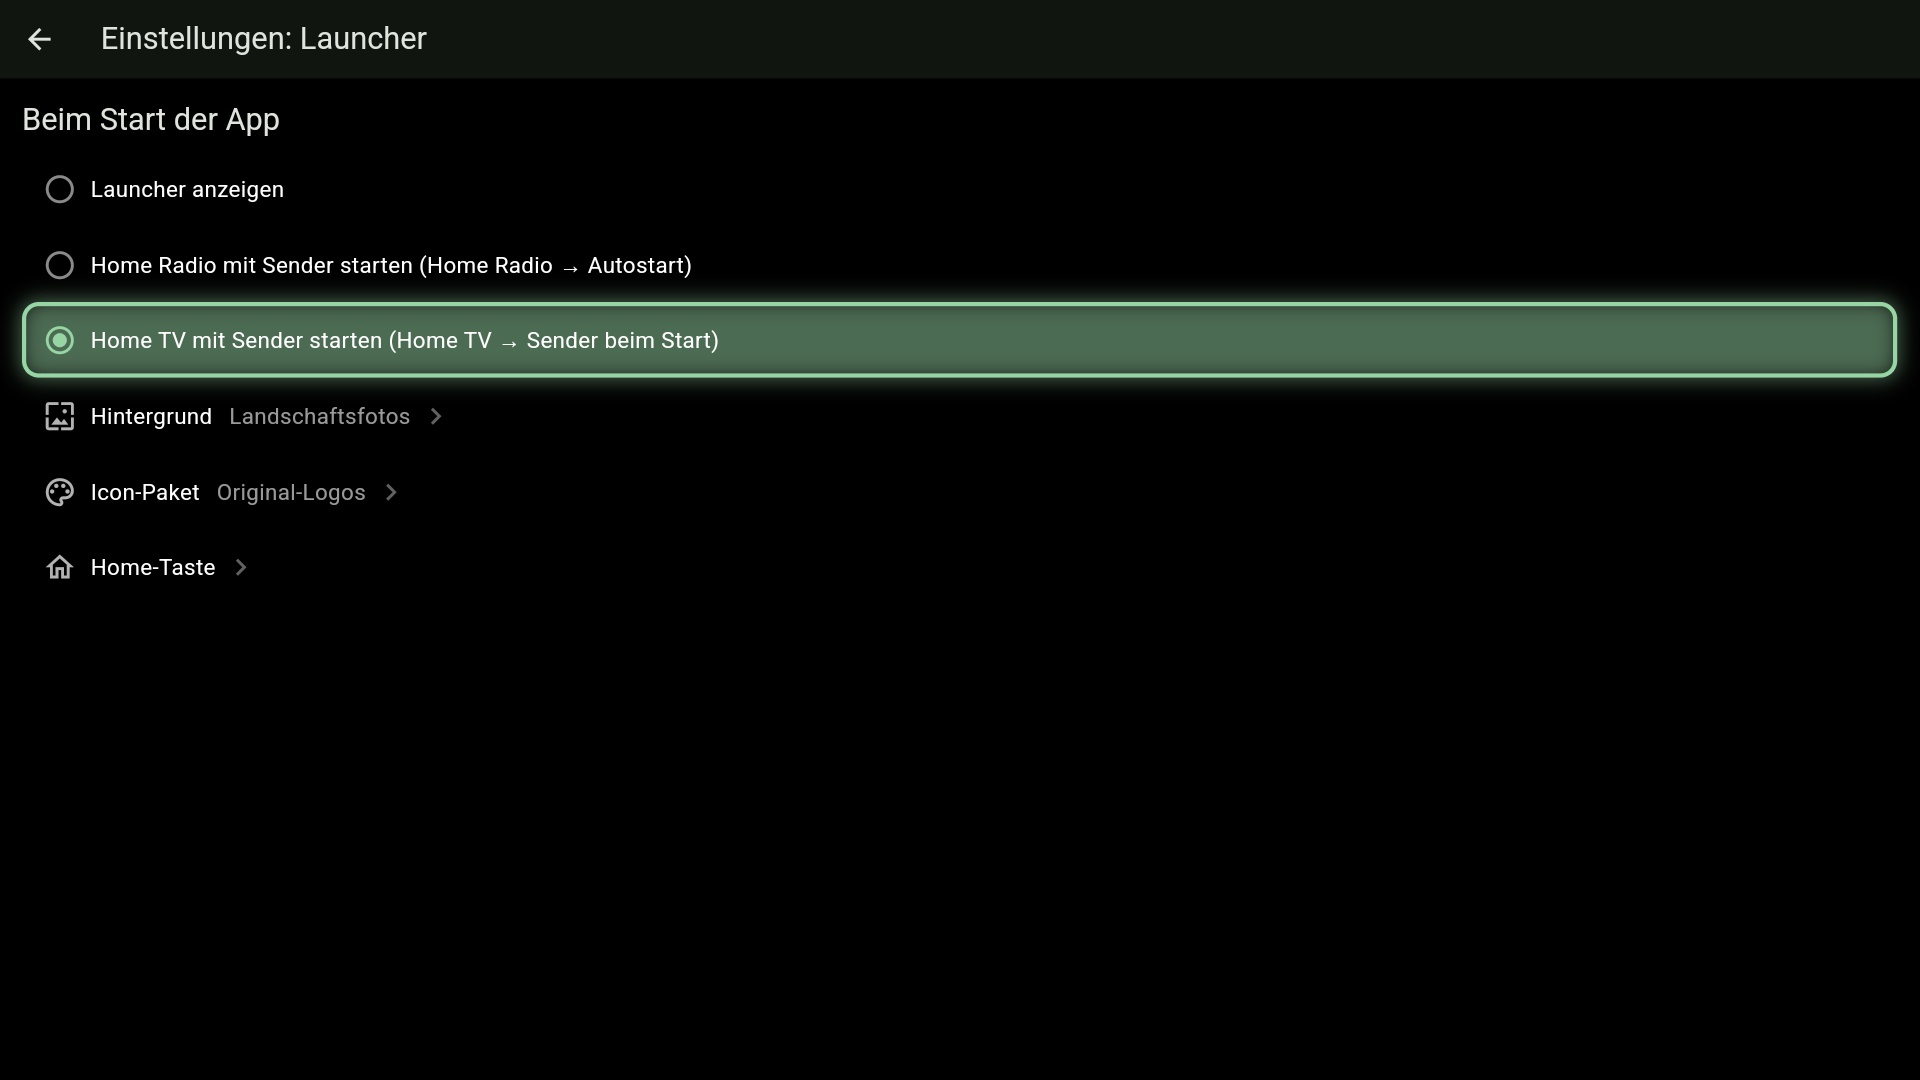 Einstellungen: Launcher
Beim Start der App
Launcher anzeigen
Home Radio mit Sender starten (Home Radio → Autostart)
Home TV mit Sender starten (Home TV → Sender beim Start)
Hintergrund Landschaftsfotos
Icon-Paket Original-Logos
Home-Taste